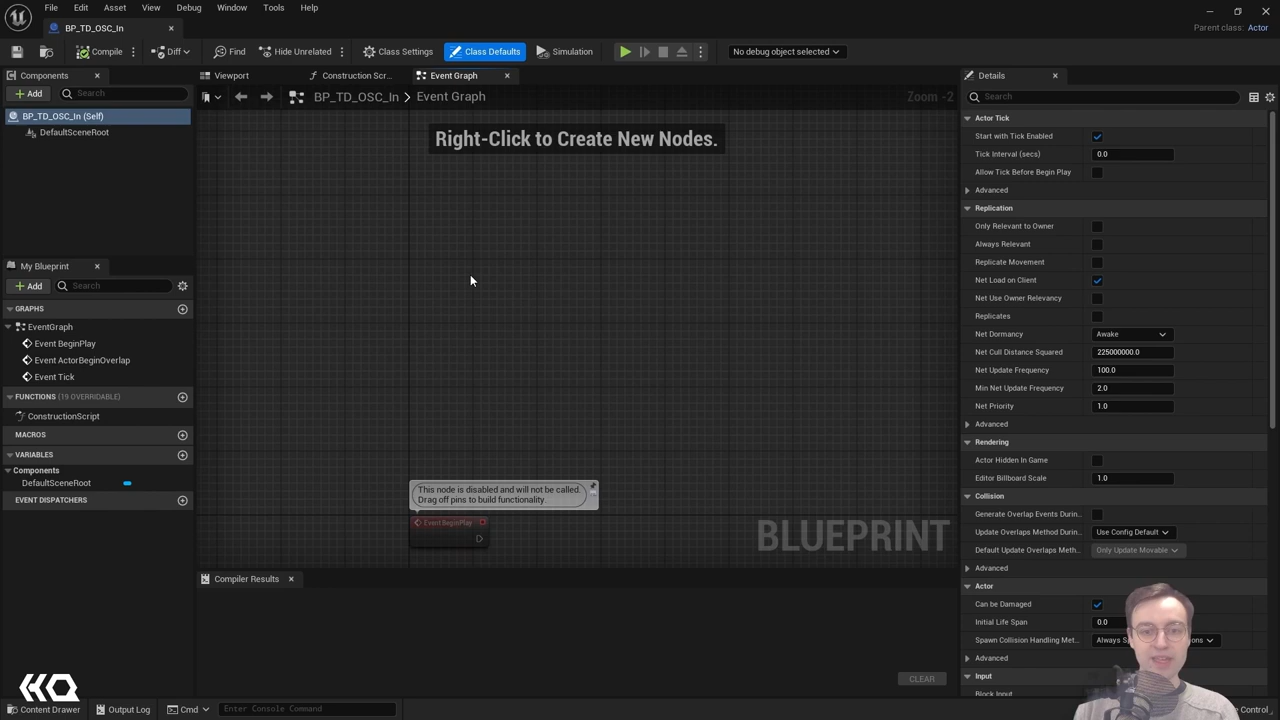 File Edit Asset View Debug Window Tools Help
BP_TD_OSC_In
Parent class: Actor
Compile Diff Find Hide Unrelated Class Settings Class Defaults Simulation No debug object selected
Components
Viewport
Construction Scr...
Event Graph
Details
Add
Search
BP_TD_OSC_In > Event Graph
Zoom -2
Search
BP_TD_OSC_In (Self)
DefaultSceneRoot
Right-Click to Create New Nodes.
My Blueprint
Add
Search
GRAPHS
EventGraph
Event BeginPlay
Event ActorBeginOverlap
Event Tick
FUNCTIONS (19 OVERRIDABLE)
ConstructionScript
MACROS
VARIABLES
Components
DefaultSceneRoot
EVENT DISPATCHERS
This node is disabled and will not be called.
Drag off pins to build functionality.
Event BeginPlay
BLUEPRINT
Compiler Results
CLEAR
Actor Tick
Start with Tick Enabled
Tick Interval (secs) 0.0
Allow Tick Before Begin Play
Advanced
Replication
Only Relevant to Owner
Always Relevant
Replicate Movement
Net Load on Client
Net Use Owner Relevancy
Replicates
Net Dormancy Awake
Net Cull Distance Squared 225000000.0
Net Update Frequency 100.0
Min Net Update Frequency 2.0
Net Priority 1.0
Advanced
Rendering
Actor Hidden In Game
Editor Billboard Scale 1.0
Collision
Generate Overlap Events Durin...
Update Overlaps Method Durin... Use Config Default
Default Update Overlaps Meth... Only Update Movable
Advanced
Actor
Can be Damaged
Initial Life Span 0.0
Spawn Collision Handling Met... Always S
Advanced
Input
Block Input
Content Drawer Output Log Cmd Enter Console Command
Control